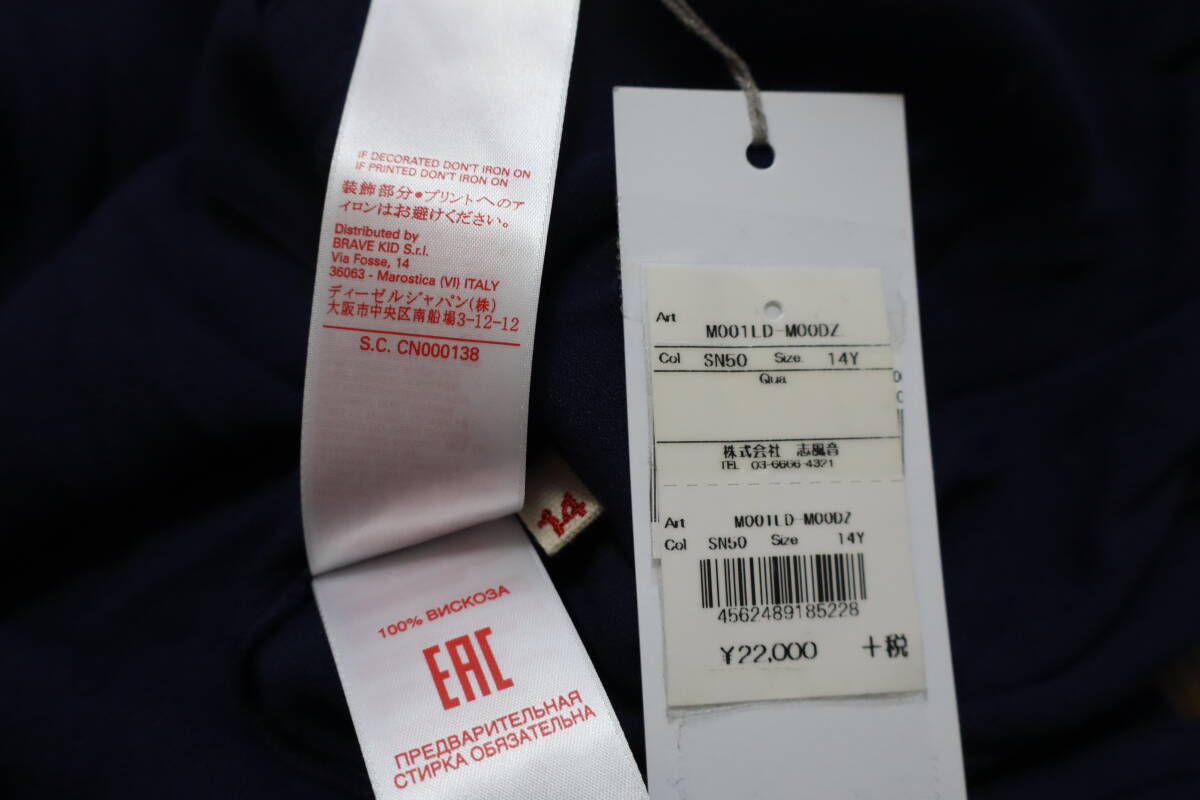 IF DECORATED DON'T IRON ON
IF PRINTED DON'T IRON ON
装飾部分●プリントへのア
イロンはお避けください。
Distributed by
BRAVE KID S.r.l.
Via Fosse, 14
36063 - Marostica (VI) ITALY
ディーゼルジャパン(株)
大阪市中央区南船場3-12-12
S.C. CN000138
14
100% ВИСКОЗА
EAC
ПРЕДВАРИТЕЛЬНАЯ
СТИРКА ОБЯЗАТЕЛЬНА
Art M001LD-M00DZ
Col SN50 Size 14Y
Qua
株式会社 志風音
TEL 03-6666-4321
Art M001LD-M00DZ
Col SN50 Size 14Y
4562489185228
¥22,000 +税